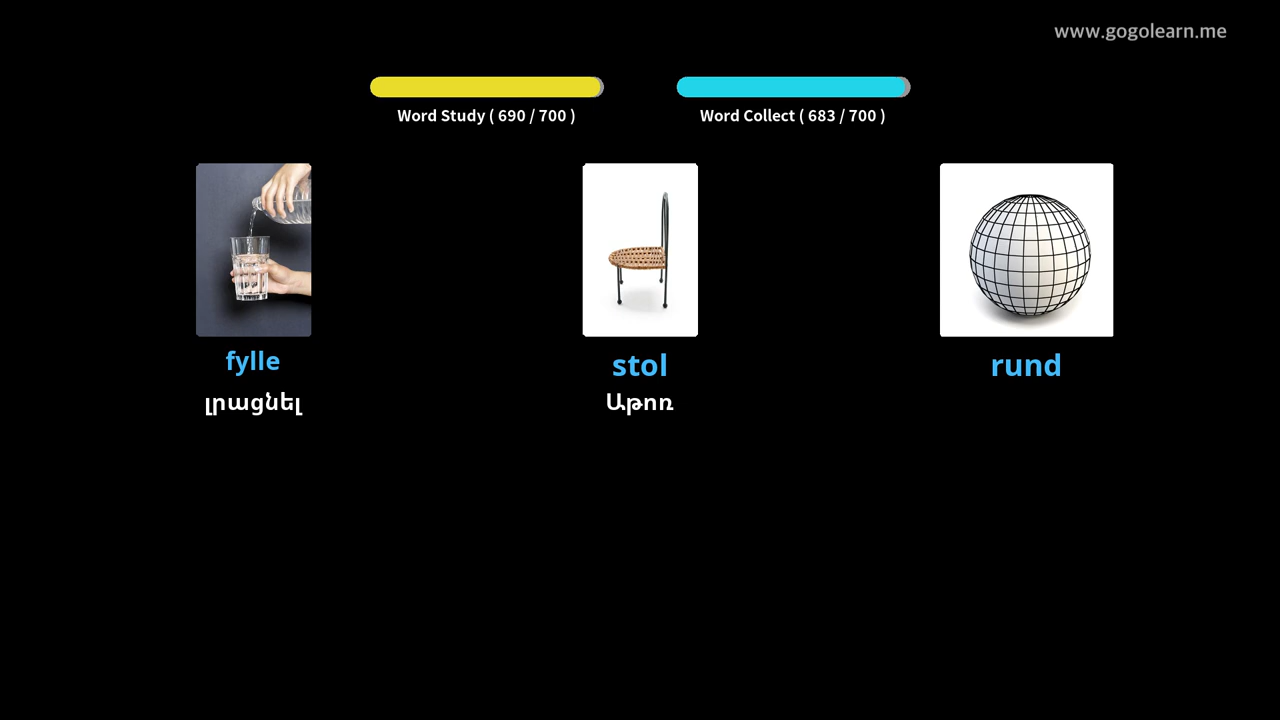 www.gogolearn.me
Word Study ( 690 / 700 )
Word Collect ( 683 / 700 )
fylle
stol
rund
լրացնել
Աթոռ